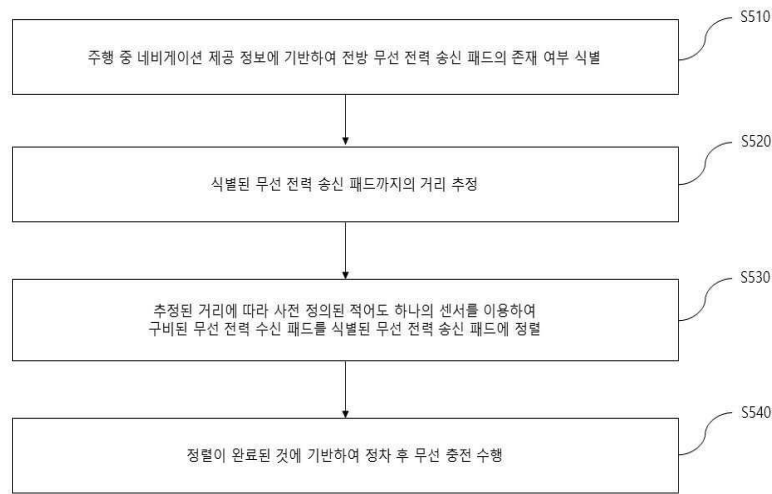 S510
주행 중 네비게이션 제공 정보에 기반하여 전방 무선 전력 송신 패드의 존재 여부 식별
S520
식별된 무선 전력 송신 패드까지의 거리 추정
S530
추정된 거리에 따라 사전 정의된 적어도 하나의 센서를 이용하여
구비된 무선 전력 수신 패드를 식별된 무선 전력 송신 패드에 정렬
S540
정렬이 완료된 것에 기반하여 정차 후 무선 충전 수행